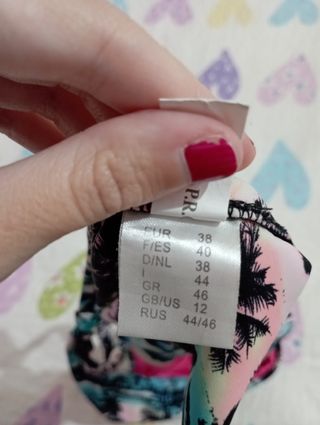 P.R.
EUR 38
F/ES 40
D/NL 38
I 44
GR 46
GB/US 12
RUS 44/46